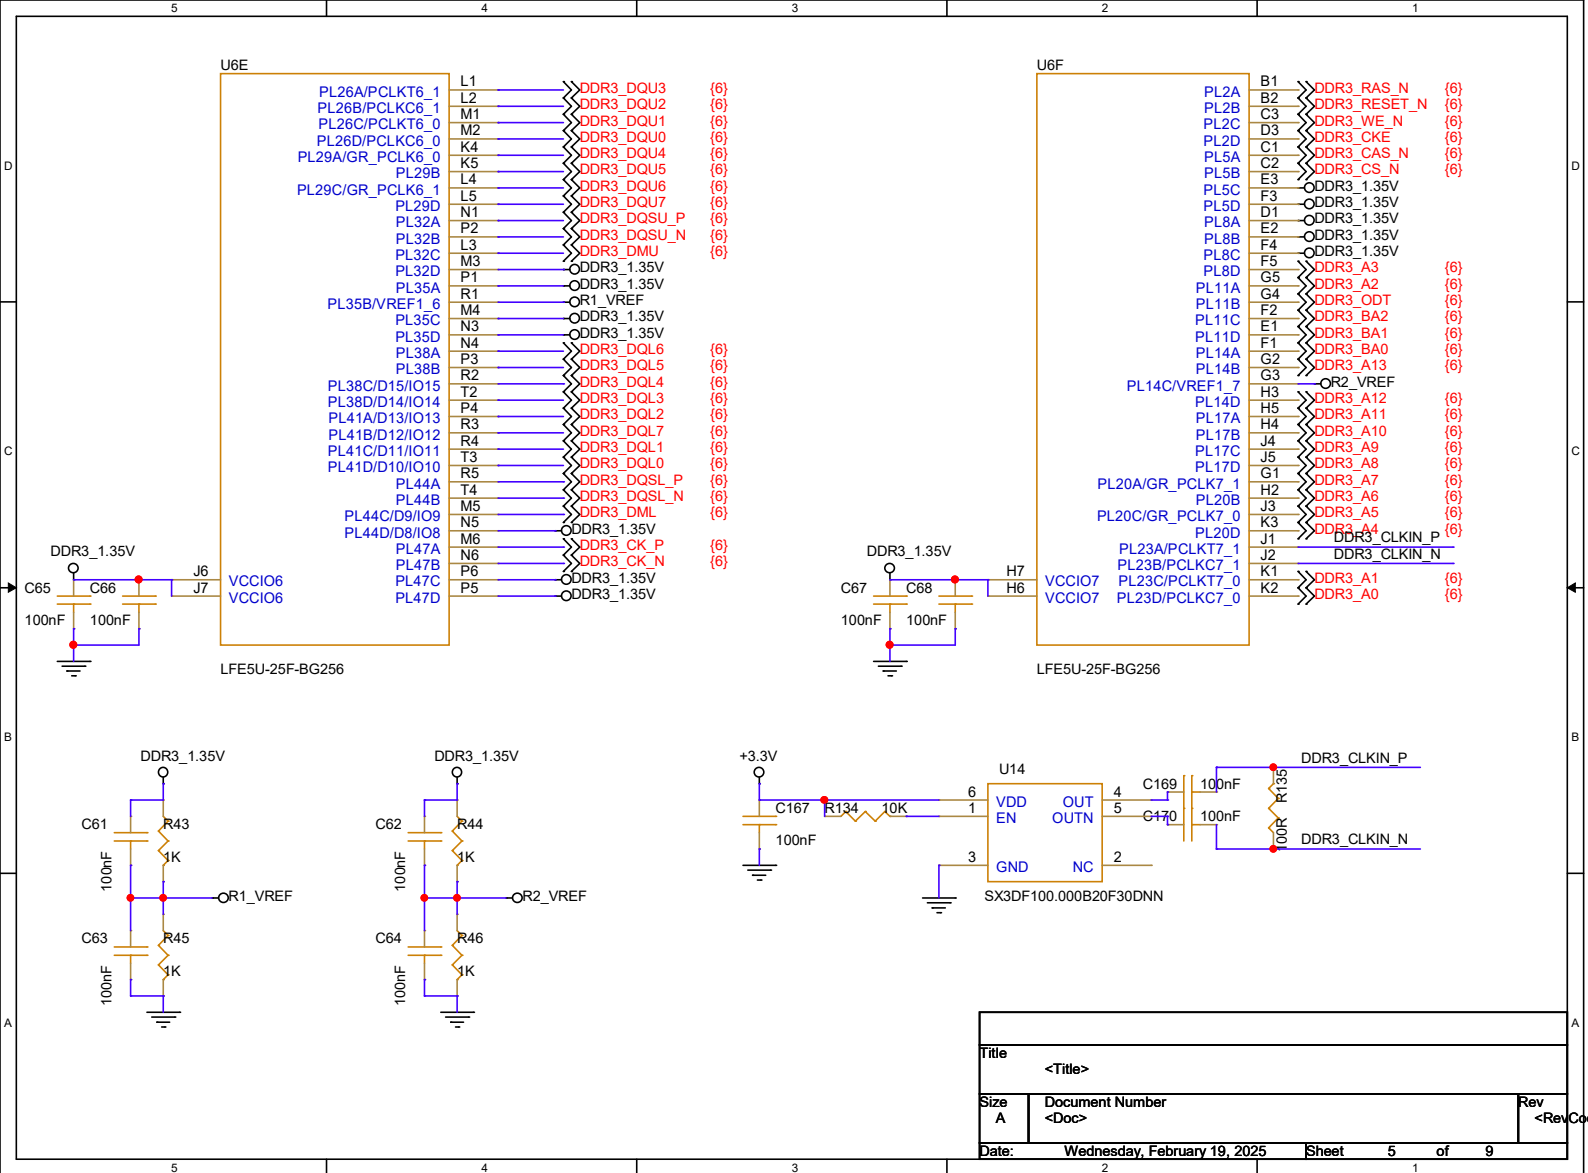 5 4 3 2 1
D D
C C
B B
A A
U6E
PL26A/PCLKT6_1 L1 DDR3_DQU3 {6}
PL26B/PCLKC6_1 L2 DDR3_DQU2 {6}
PL26C/PCLKT6_0 M1 DDR3_DQU1 {6}
PL26D/PCLKC6_0 M2 DDR3_DQU0 {6}
PL29A/GR_PCLK6_0 K4 DDR3_DQU4 {6}
PL29B K5 DDR3_DQU5 {6}
PL29C/GR_PCLK6_1 L4 DDR3_DQU6 {6}
PL29D L5 DDR3_DQU7 {6}
PL32A N1 DDR3_DQSU_P {6}
PL32B P2 DDR3_DQSU_N {6}
PL32C L3 DDR3_DMU {6}
PL32D M3 DDR3_1.35V
PL35A P1 DDR3_1.35V
PL35B/VREF1_6 R1 R1_VREF
PL35C M4 DDR3_1.35V
PL35D N3 DDR3_1.35V
PL38A N4 DDR3_DQL6 {6}
PL38B P3 DDR3_DQL5 {6}
PL38C/D15/IO15 R2 DDR3_DQL4 {6}
PL38D/D14/IO14 T2 DDR3_DQL3 {6}
PL41A/D13/IO13 P4 DDR3_DQL2 {6}
PL41B/D12/IO12 R3 DDR3_DQL7 {6}
PL41C/D11/IO11 R4 DDR3_DQL1 {6}
PL41D/D10/IO10 T3 DDR3_DQL0 {6}
PL44A R5 DDR3_DQSL_P {6}
PL44B T4 DDR3_DQSL_N {6}
PL44C/D9/IO9 M5 DDR3_DML {6}
PL44D/D8/IO8 N5 DDR3_1.35V
PL47A M6 DDR3_CK_P {6}
PL47B N6 DDR3_CK_N {6}
PL47C P6 DDR3_1.35V
PL47D P5 DDR3_1.35V
DDR3_1.35V
J6 VCCIO6
J7 VCCIO6
C65 C66
100nF 100nF
LFE5U-25F-BG256
U6F
PL2A B1 DDR3_RAS_N {6}
PL2B B2 DDR3_RESET_N {6}
PL2C C3 DDR3_WE_N {6}
PL2D D3 DDR3_CKE {6}
PL5A C1 DDR3_CAS_N {6}
PL5B C2 DDR3_CS_N {6}
PL5C E3 DDR3_1.35V
PL5D F3 DDR3_1.35V
PL8A D1 DDR3_1.35V
PL8B E2 DDR3_1.35V
PL8C F4 DDR3_1.35V
PL8D F5 DDR3_A3 {6}
PL11A G5 DDR3_A2 {6}
PL11B G4 DDR3_ODT {6}
PL11C F2 DDR3_BA2 {6}
PL11D E1 DDR3_BA1 {6}
PL14A F1 DDR3_BA0 {6}
PL14B G2 DDR3_A13 {6}
PL14C/VREF1_7 G3 R2_VREF
PL14D H3 DDR3_A12 {6}
PL17A H5 DDR3_A11 {6}
PL17B H4 DDR3_A10 {6}
PL17C J4 DDR3_A9 {6}
PL17D J5 DDR3_A8 {6}
PL20A/GR_PCLK7_1 G1 DDR3_A7 {6}
PL20B H2 DDR3_A6 {6}
PL20C/GR_PCLK7_0 J3 DDR3_A5 {6}
PL20D K3 DDR3_A4 {6}
PL23A/PCLKT7_1 J1 DDR3_CLKIN_P
PL23B/PCLKC7_1 J2 DDR3_CLKIN_N
PL23C/PCLKT7_0 K1 DDR3_A1 {6}
PL23D/PCLKC7_0 K2 DDR3_A0 {6}
DDR3_1.35V
H7 VCCIO7
H6 VCCIO7
C67 C68
100nF 100nF
LFE5U-25F-BG256
DDR3_1.35V
C61 R43
100nF 1K
R1_VREF
C63 R45
100nF 1K
DDR3_1.35V
C62 R44
100nF 1K
R2_VREF
C64 R46
100nF 1K
+3.3V
C167 R134 10K
100nF
U14
6 VDD OUT 4
1 EN OUTN 5
3 GND NC 2
SX3DF100.000B20F30DNN
C169 100nF
C170 100nF
R135
100R
DDR3_CLKIN_P
DDR3_CLKIN_N
Title
<Title>
Size Document Number Rev
A <Doc> <RevCo
Date: Wednesday, February 19, 2025 Sheet 5 of 9
5 4 3 2 1